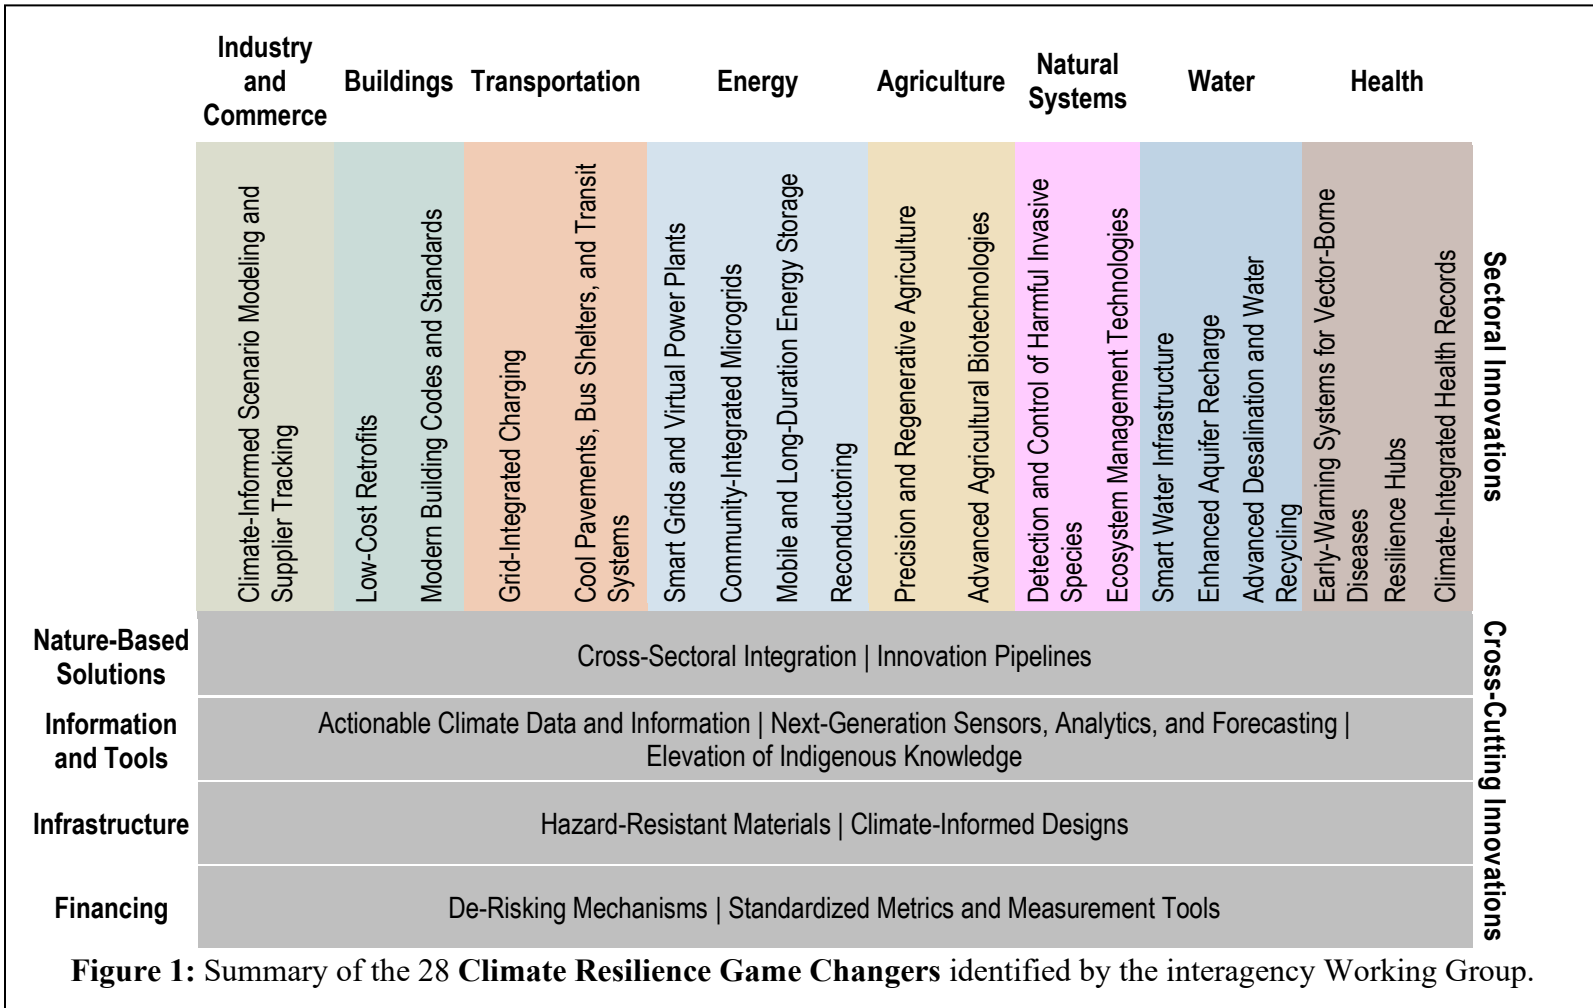 Industry
and
Commerce
Buildings
Transportation
Energy
Agriculture
Natural
Systems
Water
Health
Climate-Informed Scenario Modeling and
Supplier Tracking
Low-Cost Retrofits
Modern Building Codes and Standards
Grid-Integrated Charging
Cool Pavements, Bus Shelters, and Transit
Systems
Smart Grids and Virtual Power Plants
Community-Integrated Microgrids
Mobile and Long-Duration Energy Storage
Reconductoring
Precision and Regenerative Agriculture
Advanced Agricultural Biotechnologies
Detection and Control of Harmful Invasive
Species
Ecosystem Management Technologies
Smart Water Infrastructure
Enhanced Aquifer Recharge
Advanced Desalination and Water
Recycling
Early-Warning Systems for Vector-Borne
Diseases
Resilience Hubs
Climate-Integrated Health Records
Sectoral Innovations
Nature-Based
Solutions
Cross-Sectoral Integration | Innovation Pipelines
Information
and Tools
Actionable Climate Data and Information | Next-Generation Sensors, Analytics, and Forecasting |
Elevation of Indigenous Knowledge
Infrastructure
Hazard-Resistant Materials | Climate-Informed Designs
Financing
De-Risking Mechanisms | Standardized Metrics and Measurement Tools
Cross-Cutting Innovations
Figure 1: Summary of the 28 Climate Resilience Game Changers identified by the interagency Working Group.